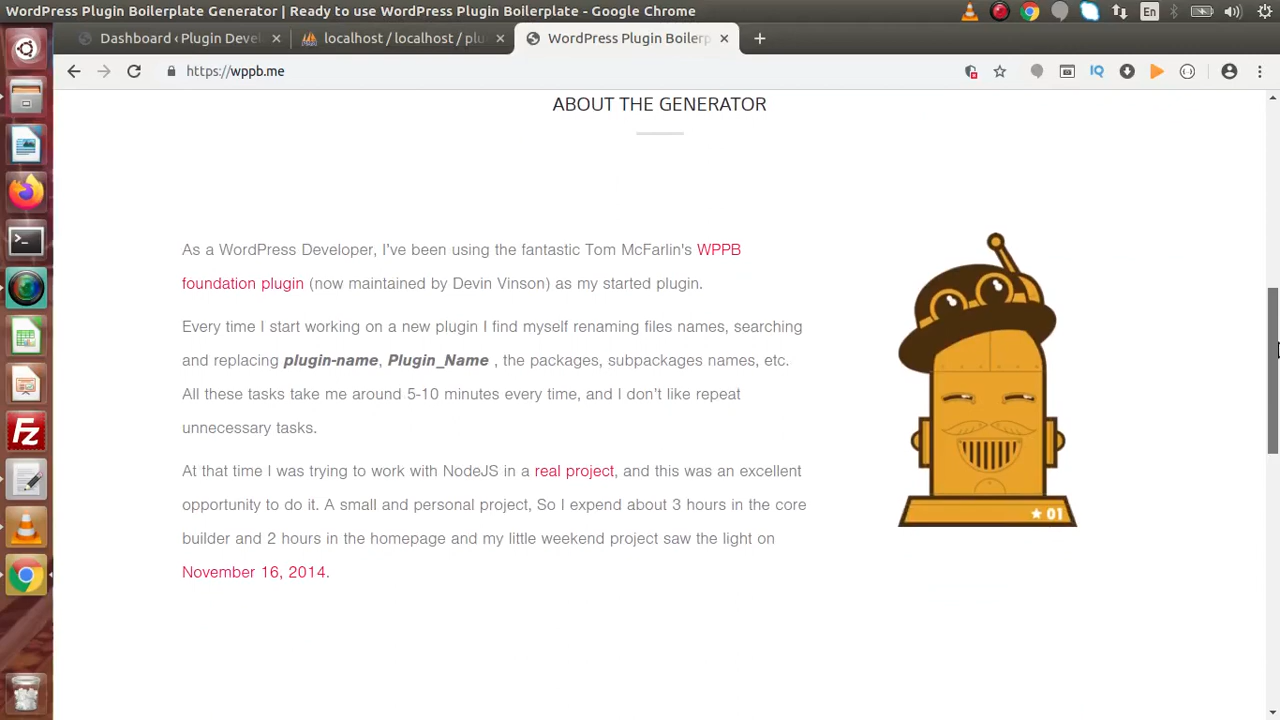 WordPress Plugin Boilerplate Generator | Ready to use WordPress Plugin Boilerplate - Google Chrome
En
Dashboard ‹ Plugin Deve
localhost / localhost / plu
WordPress Plugin Boilerp
https://wppb.me
IQ
ABOUT THE GENERATOR
As a WordPress Developer, I've been using the fantastic Tom McFarlin's WPPB
foundation plugin (now maintained by Devin Vinson) as my started plugin.
Every time I start working on a new plugin I find myself renaming files names, searching
and replacing plugin-name, Plugin_Name , the packages, subpackages names, etc.
All these tasks take me around 5-10 minutes every time, and I don't like repeat
unnecessary tasks.
At that time I was trying to work with NodeJS in a real project, and this was an excellent
opportunity to do it. A small and personal project, So I expend about 3 hours in the core
builder and 2 hours in the homepage and my little weekend project saw the light on
November 16, 2014.
★ 01
Fz